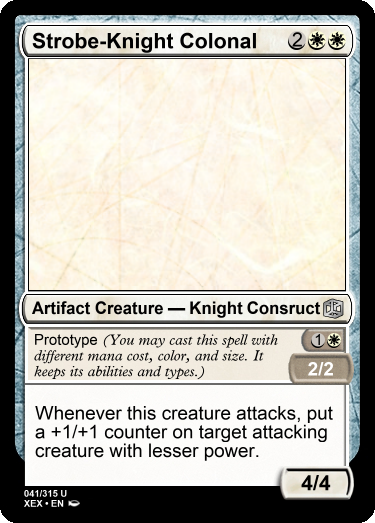 Strobe-Knight Colonal 2
Artifact Creature — Knight Consruct
Prototype (You may cast this spell with 1
different mana cost, color, and size. It
keeps its abilities and types.) 2/2
Whenever this creature attacks, put
a +1/+1 counter on target attacking
creature with lesser power.
4/4
041/315 U
XEX • EN